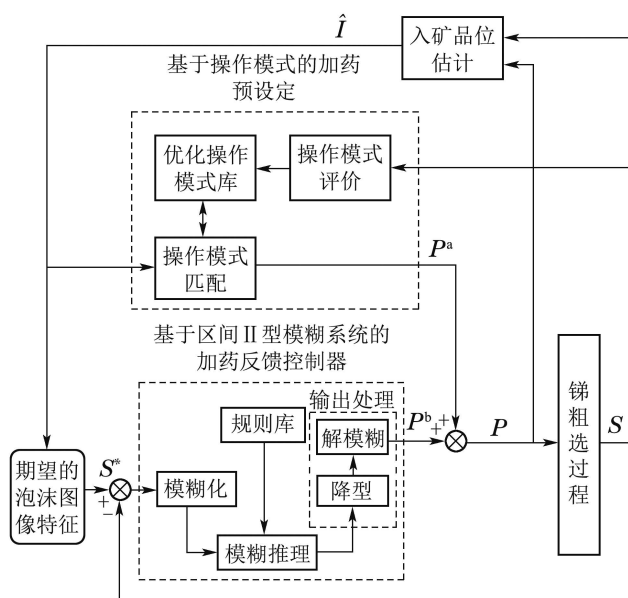 Î
入矿品位
估计
基于操作模式的加药
预设定
优化操作
模式库
操作模式
评价
操作模式
匹配
Pᵃ
基于区间Ⅱ型模糊系统的
加药反馈控制器
输出处理
规则库
解模糊
Pᵇ
+
+
P
锑粗选过程
S
期望的
泡沫图
像特征
S*
+
−
模糊化
降型
模糊推理